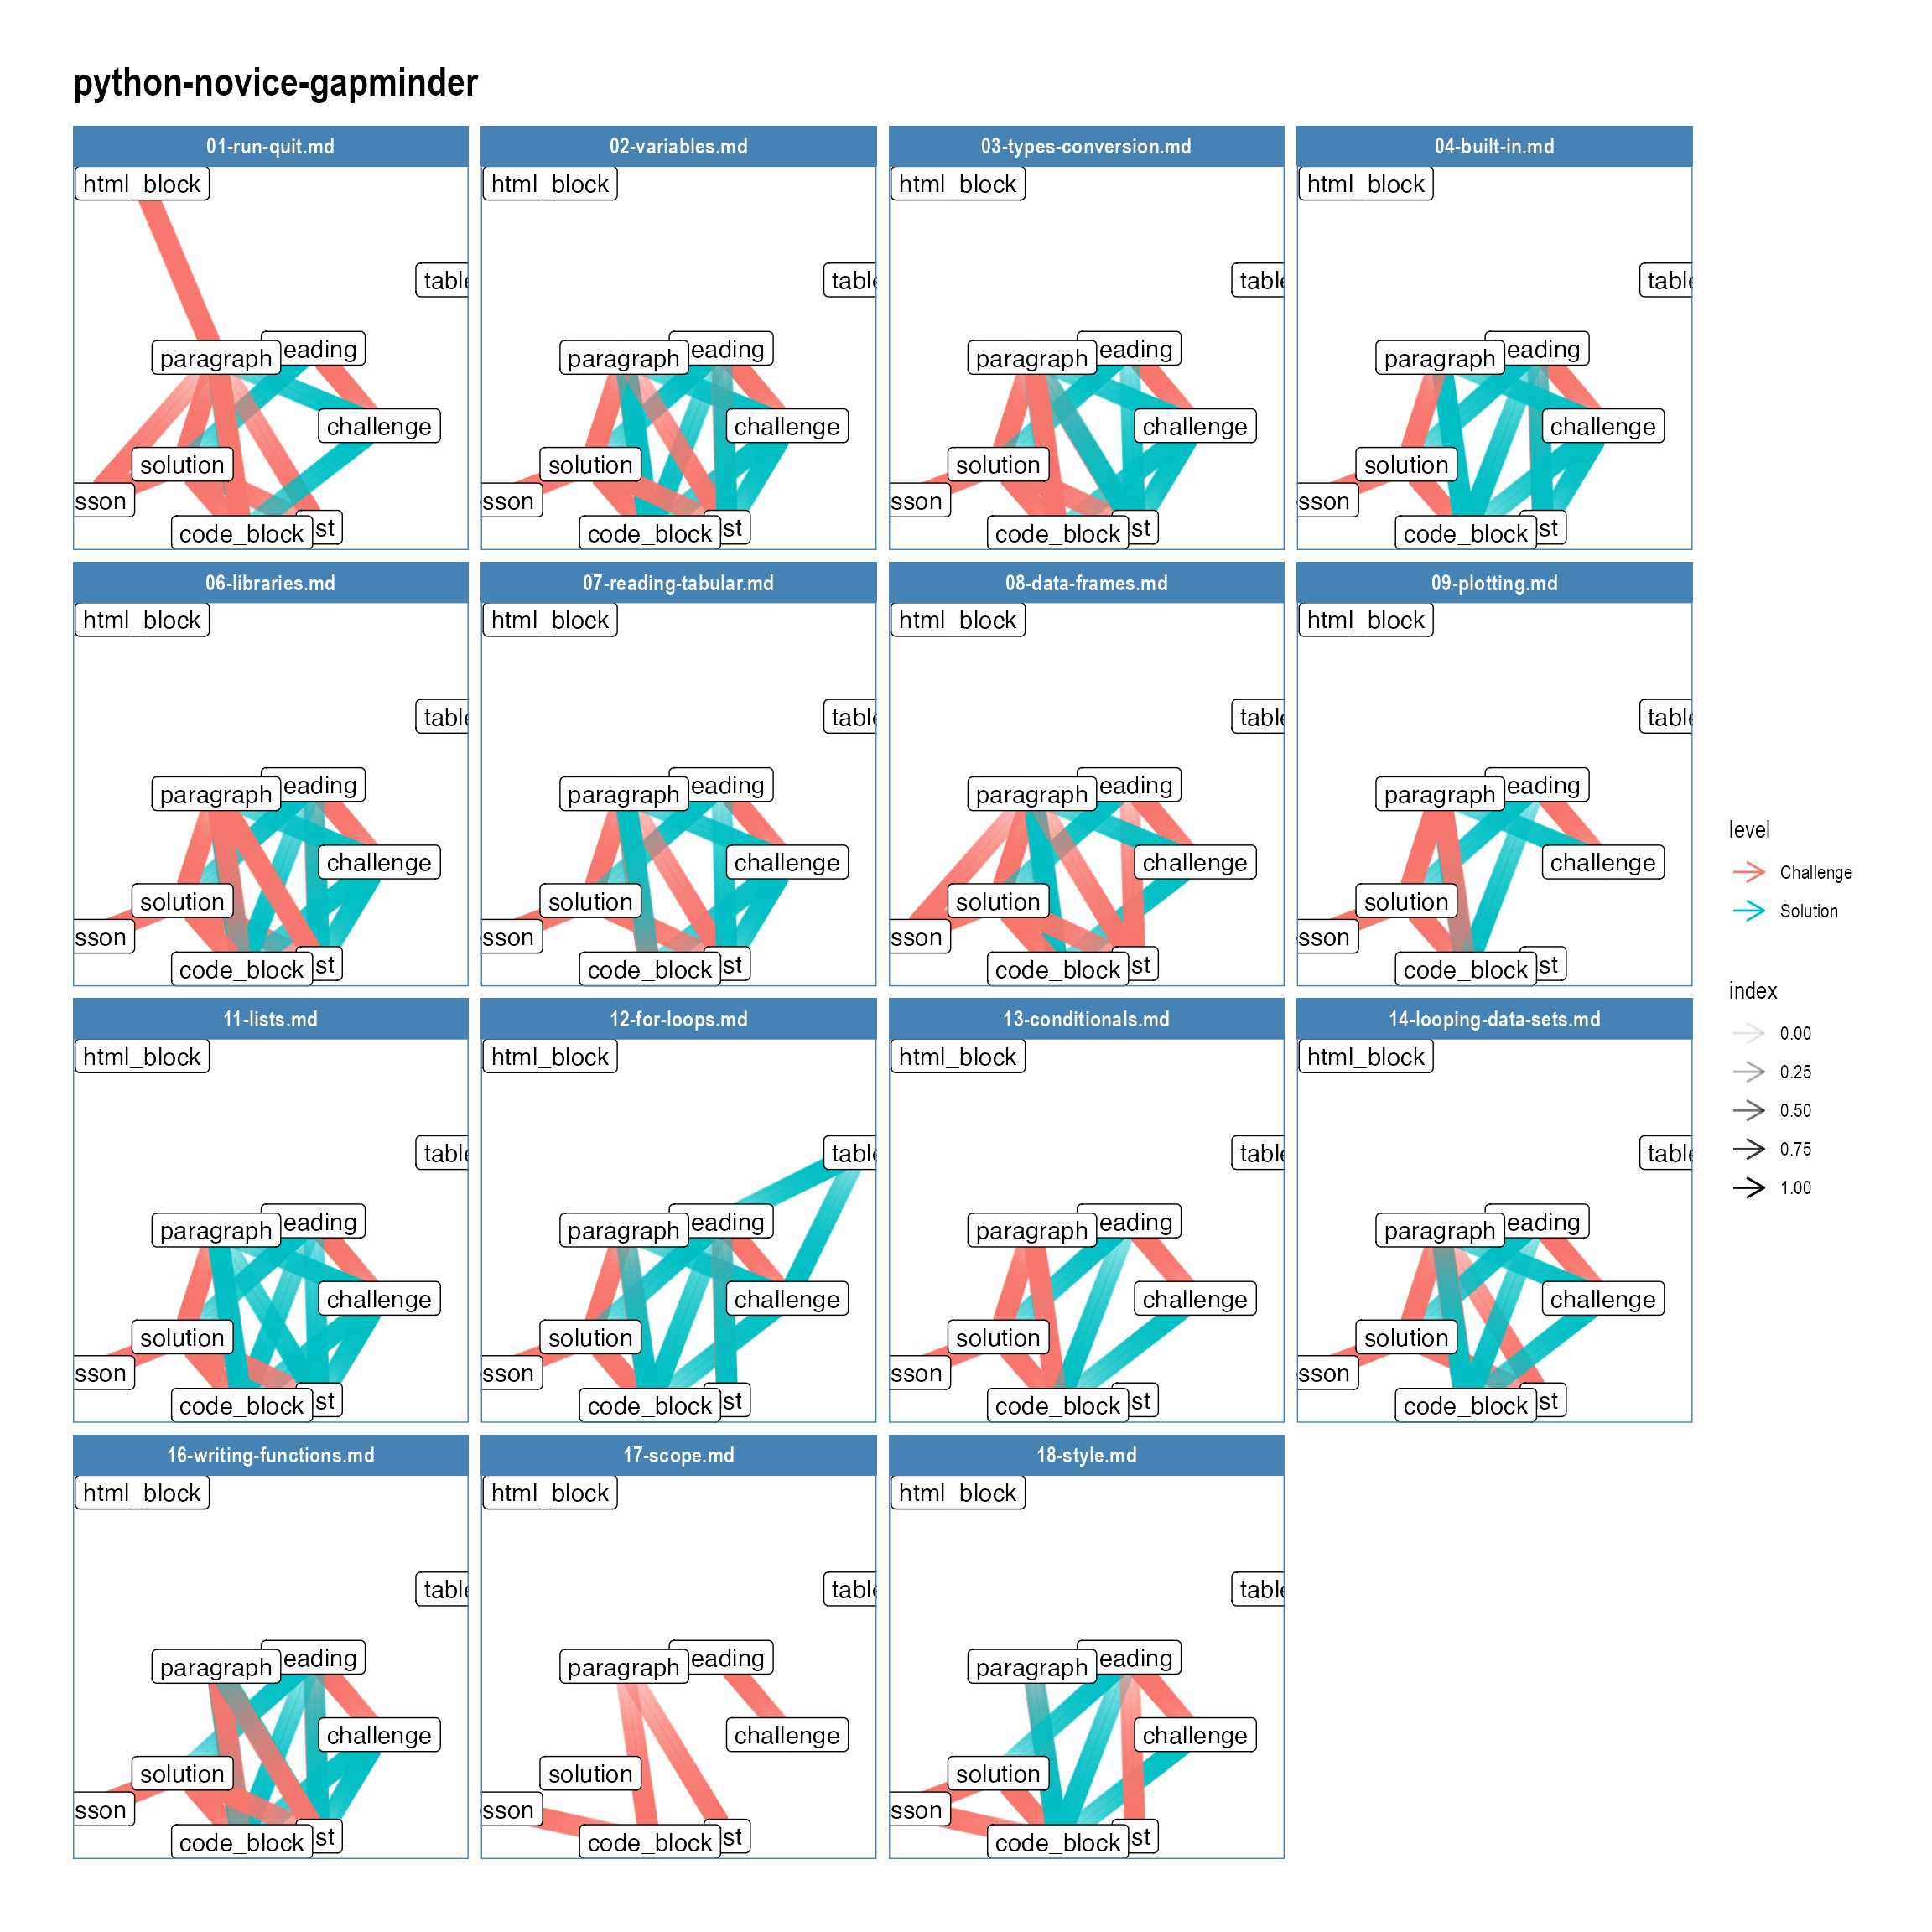 python-novice-gapminder
01-run-quit.md
html_block
table
paragraph
eading
challenge
solution
sson
code_block
st
02-variables.md
html_block
table
paragraph
eading
challenge
solution
sson
code_block
st
03-types-conversion.md
html_block
table
paragraph
eading
challenge
solution
sson
code_block
st
04-built-in.md
html_block
table
paragraph
eading
challenge
solution
sson
code_block
st
06-libraries.md
html_block
table
paragraph
eading
challenge
solution
sson
code_block
st
07-reading-tabular.md
html_block
table
paragraph
eading
challenge
solution
sson
code_block
st
08-data-frames.md
html_block
table
paragraph
eading
challenge
solution
sson
code_block
st
09-plotting.md
html_block
table
paragraph
eading
challenge
solution
sson
code_block
st
11-lists.md
html_block
table
paragraph
eading
challenge
solution
sson
code_block
st
12-for-loops.md
html_block
table
paragraph
eading
challenge
solution
sson
code_block
st
13-conditionals.md
html_block
table
paragraph
eading
challenge
solution
sson
code_block
st
14-looping-data-sets.md
html_block
table
paragraph
eading
challenge
solution
sson
code_block
st
16-writing-functions.md
html_block
table
paragraph
eading
challenge
solution
sson
code_block
st
17-scope.md
html_block
table
paragraph
eading
challenge
solution
sson
code_block
st
18-style.md
html_block
table
paragraph
eading
challenge
solution
sson
code_block
st
level
Challenge
Solution
index
0.00
0.25
0.50
0.75
1.00